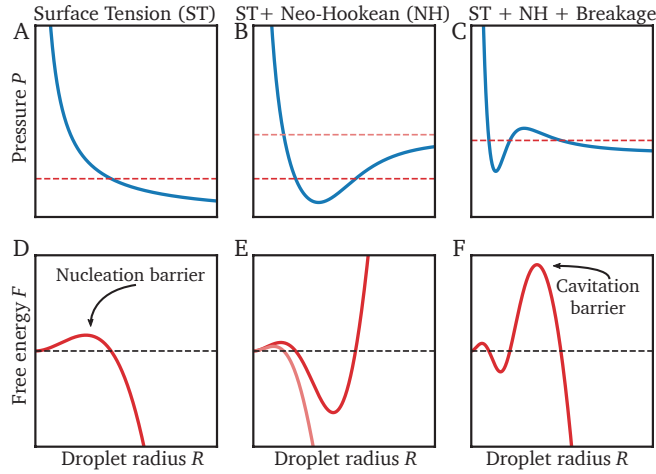 Surface Tension (ST)
ST+ Neo-Hookean (NH)
ST + NH + Breakage
A
B
C
Pressure P
D
E
F
Nucleation barrier
Cavitation
barrier
Free energy F
Droplet radius R
Droplet radius R
Droplet radius R